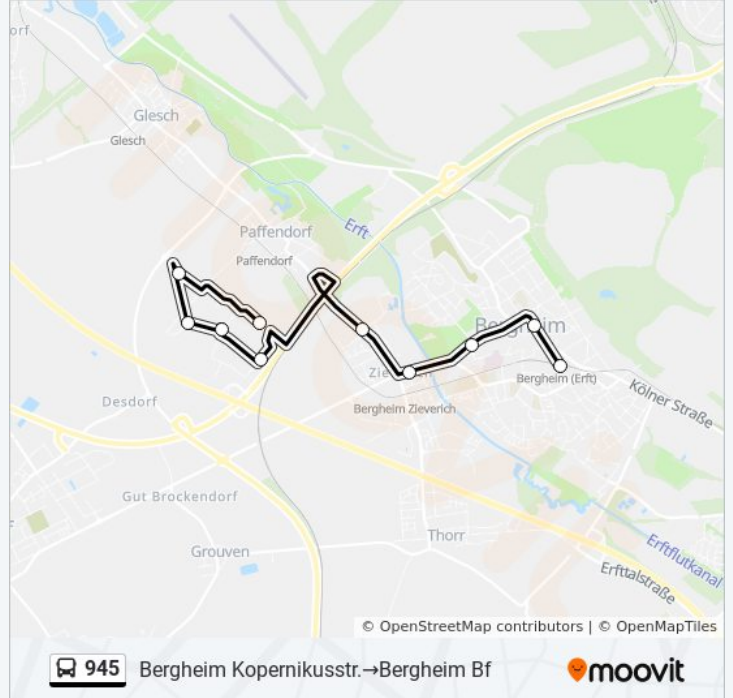 orf
Glesch
Glesch
Erft
Paffendorf
Paffendorf
Bergheim
Bergheim (Erft)
Kölner Straße
Bergheim Zieverich
Desdorf
Gut Brockendorf
Thorr
Grouven
Erftflutkanal
Erfttalstraße
© OpenStreetMap contributors | © OpenMapTiles
945 Bergheim Kopernikusstr.→Bergheim Bf
moovit